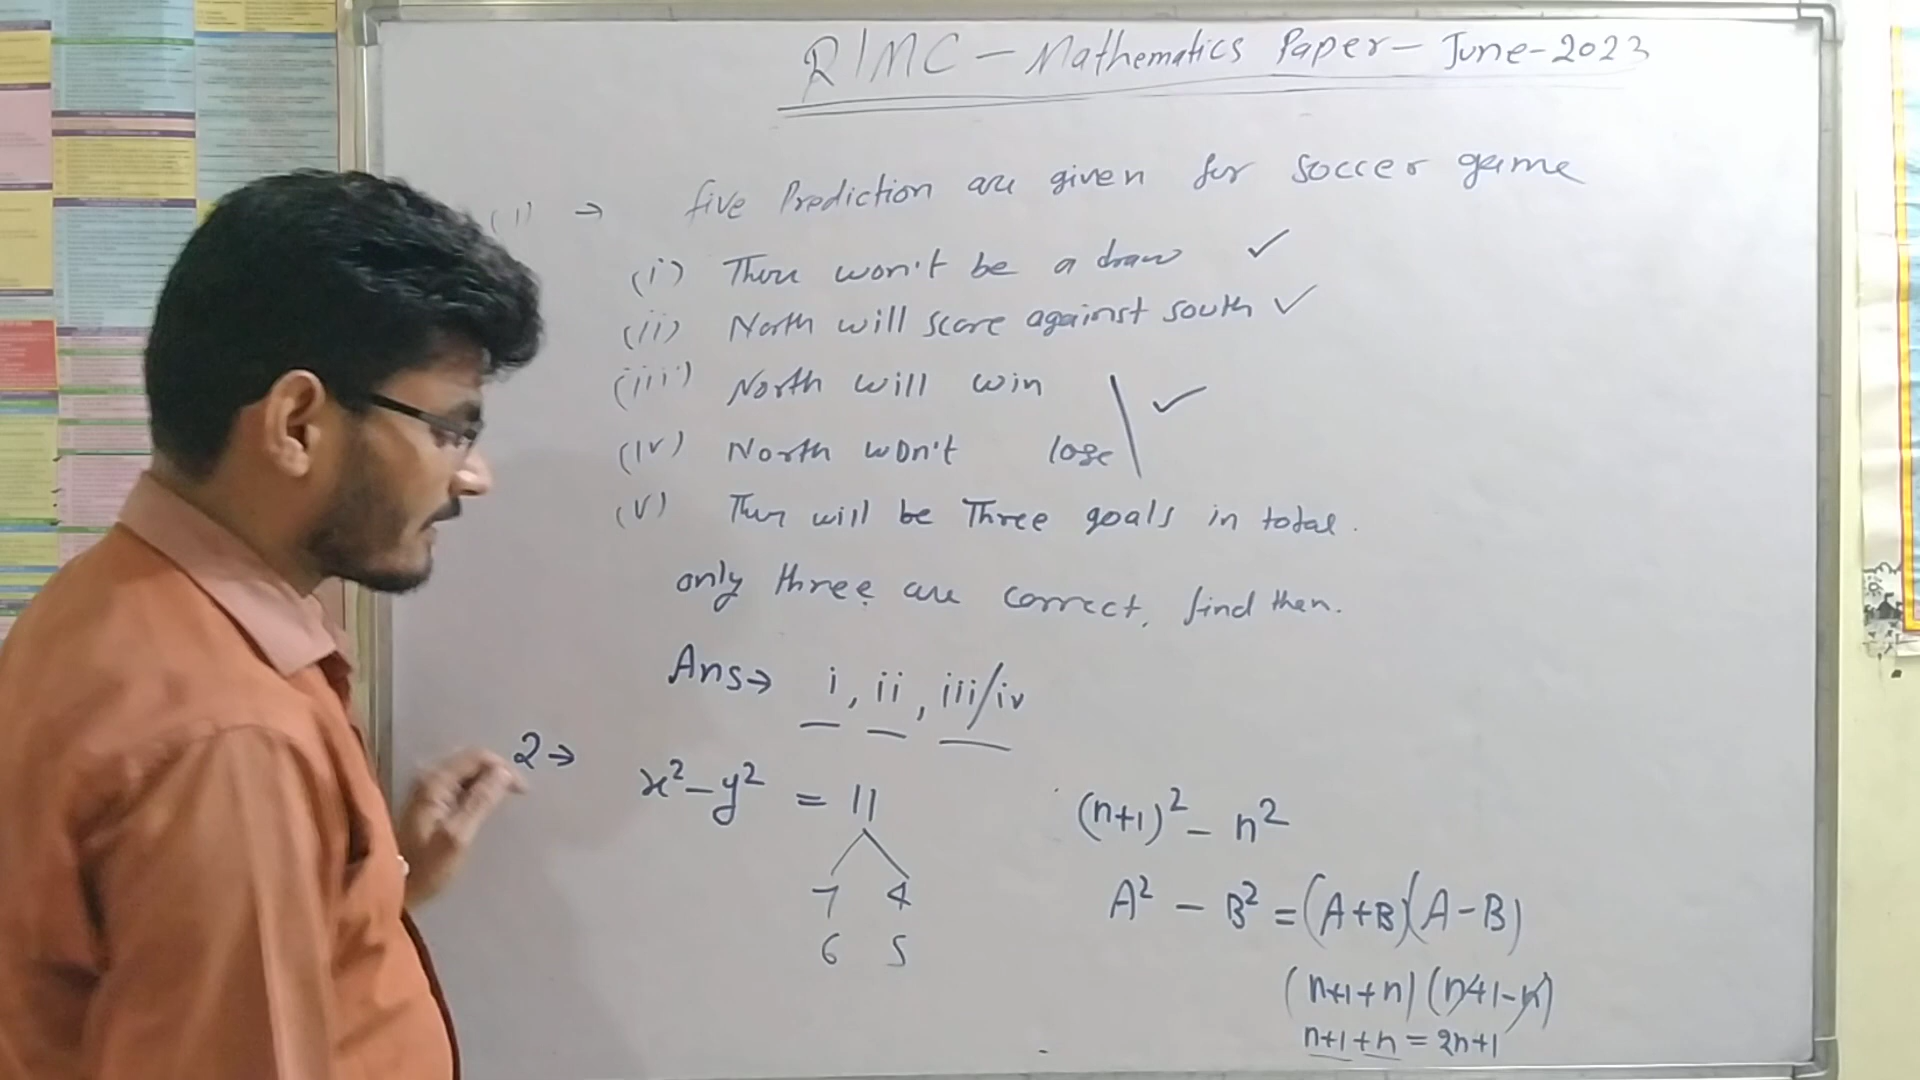 RIMC - Mathematics Paper - June-2023
(1) → five Prediction are given for Soccer game
(i) There won't be a draw ✓
(ii) North will score against south ✓
(iii) North will win ✓
(iv) North won't lose
(v) Ther will be Three goals in total.
only three are correct, find then.
Ans→ i, ii, iii/iv
2→ x²-y² = 11
7 4
6 5
(n+1)² - n²
A² - B² = (A+B)(A-B)
(n+1+n) (n+1-n)
n+1+n = 2n+1